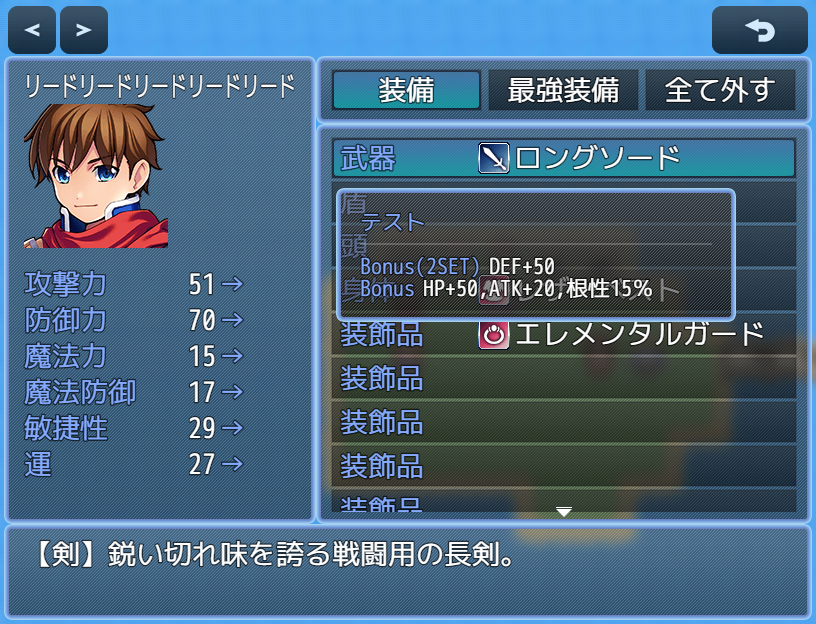 < >
リードリードリードリードリード
攻撃力 51→
防御力 70→
魔法力 15→
魔法防御 17→
敏捷性 29→
運 27→
装備 最強装備 全て外す
武器 ロングソード
盾
テスト
頭
Bonus(2SET) DEF+50
Bonus HP+50,ATK+20,根性15%
装飾品 エレメンタルガード
装飾品
装飾品
装飾品
装飾品
【剣】鋭い切れ味を誇る戦闘用の長剣。